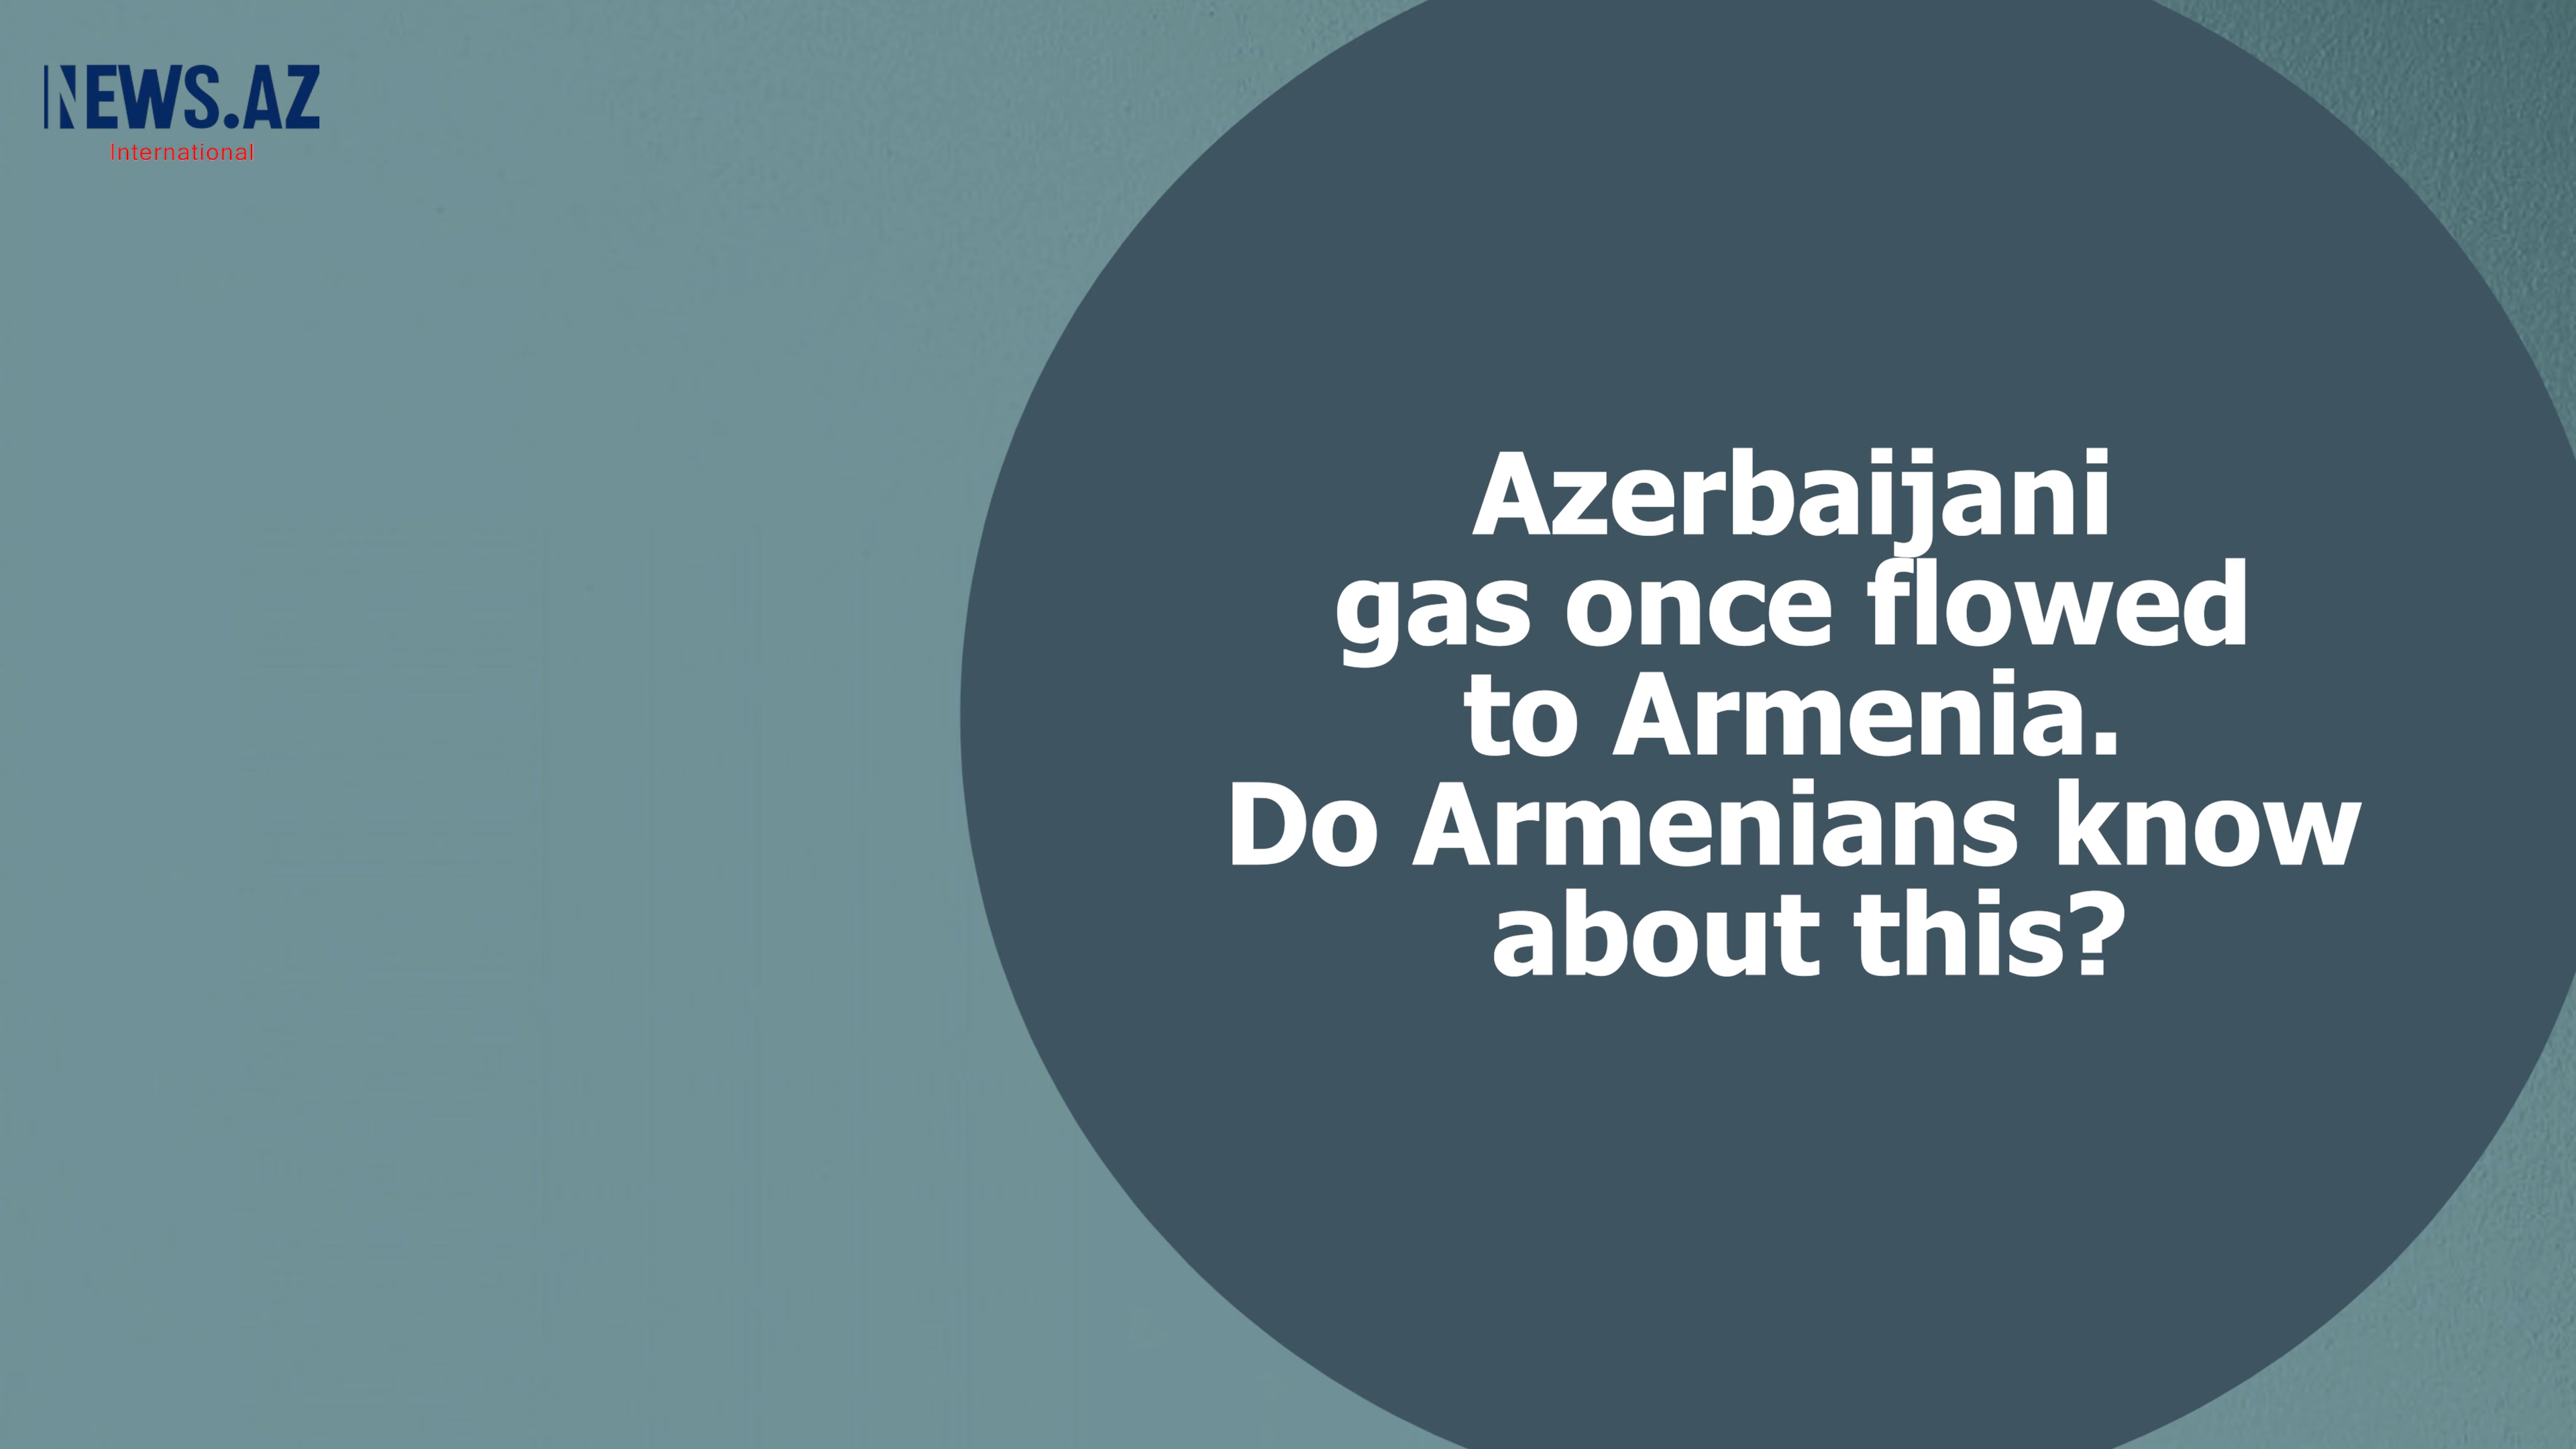 NEWS.AZ
International
Azerbaijani
gas once flowed
to Armenia.
Do Armenians know
about this?